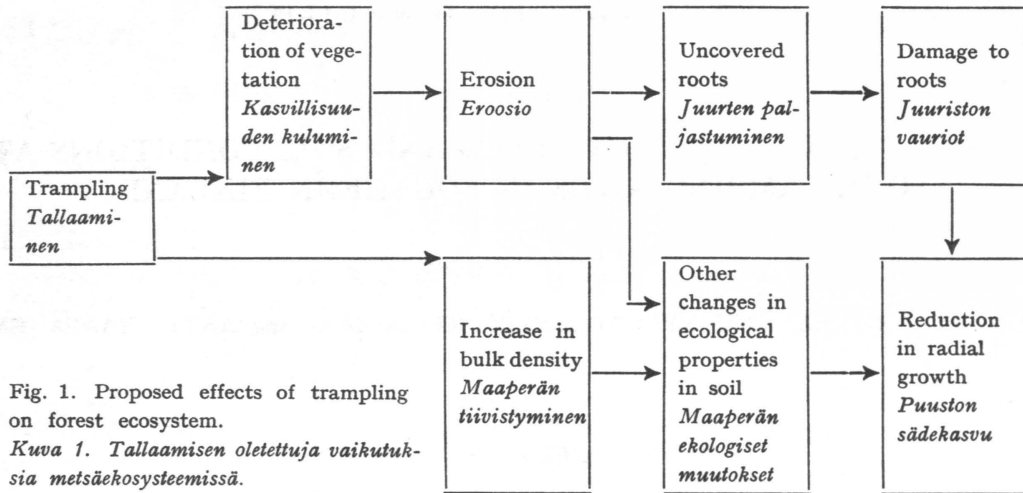 Deteriora-
tion of vege-
tation
Kasvillisuu-
den kulumi-
nen
Erosion
Eroosio
Uncovered
roots
Juurten pal-
jastuminen
Damage to
roots
Juuriston
vauriot
Trampling
Tallaami-
nen
Increase in
bulk density
Maaperän
tiivistyminen
Other
changes in
ecological
properties
in soil
Maaperän
ekologiset
muutokset
Reduction
in radial
growth
Puuston
sädekasvu
Fig. 1. Proposed effects of trampling
on forest ecosystem.
Kuva 1. Tallaamisen oletettuja vaikutuk-
sia metsäekosysteemissä.